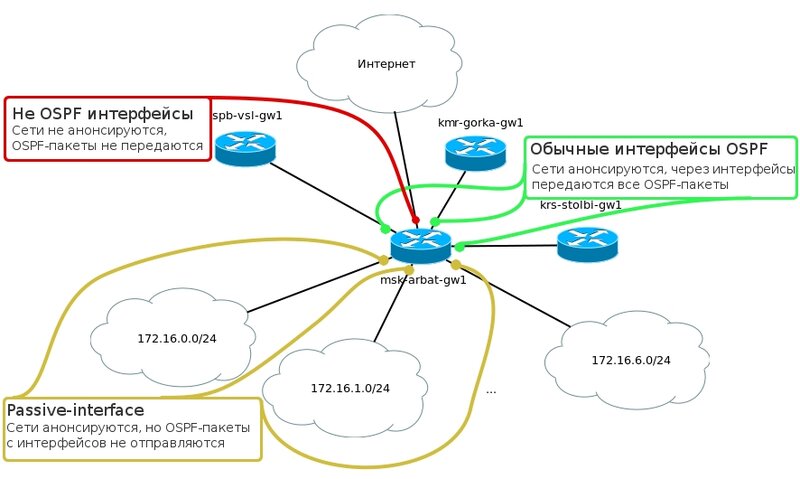 Интернет
Не OSPF интерфейсы
Сети не анонсируются,
OSPF-пакеты не передаются
spb-vsl-gw1
kmr-gorka-gw1
Обычные интерфейсы OSPF
Сети анонсируются, через интерфейсы
передаются все OSPF-пакеты
krs-stolbi-gw1
msk-arbat-gw1
172.16.0.0/24
172.16.1.0/24
172.16.6.0/24
...
Passive-interface
Сети анонсируются, но OSPF-пакеты
с интерфейсов не отправляются